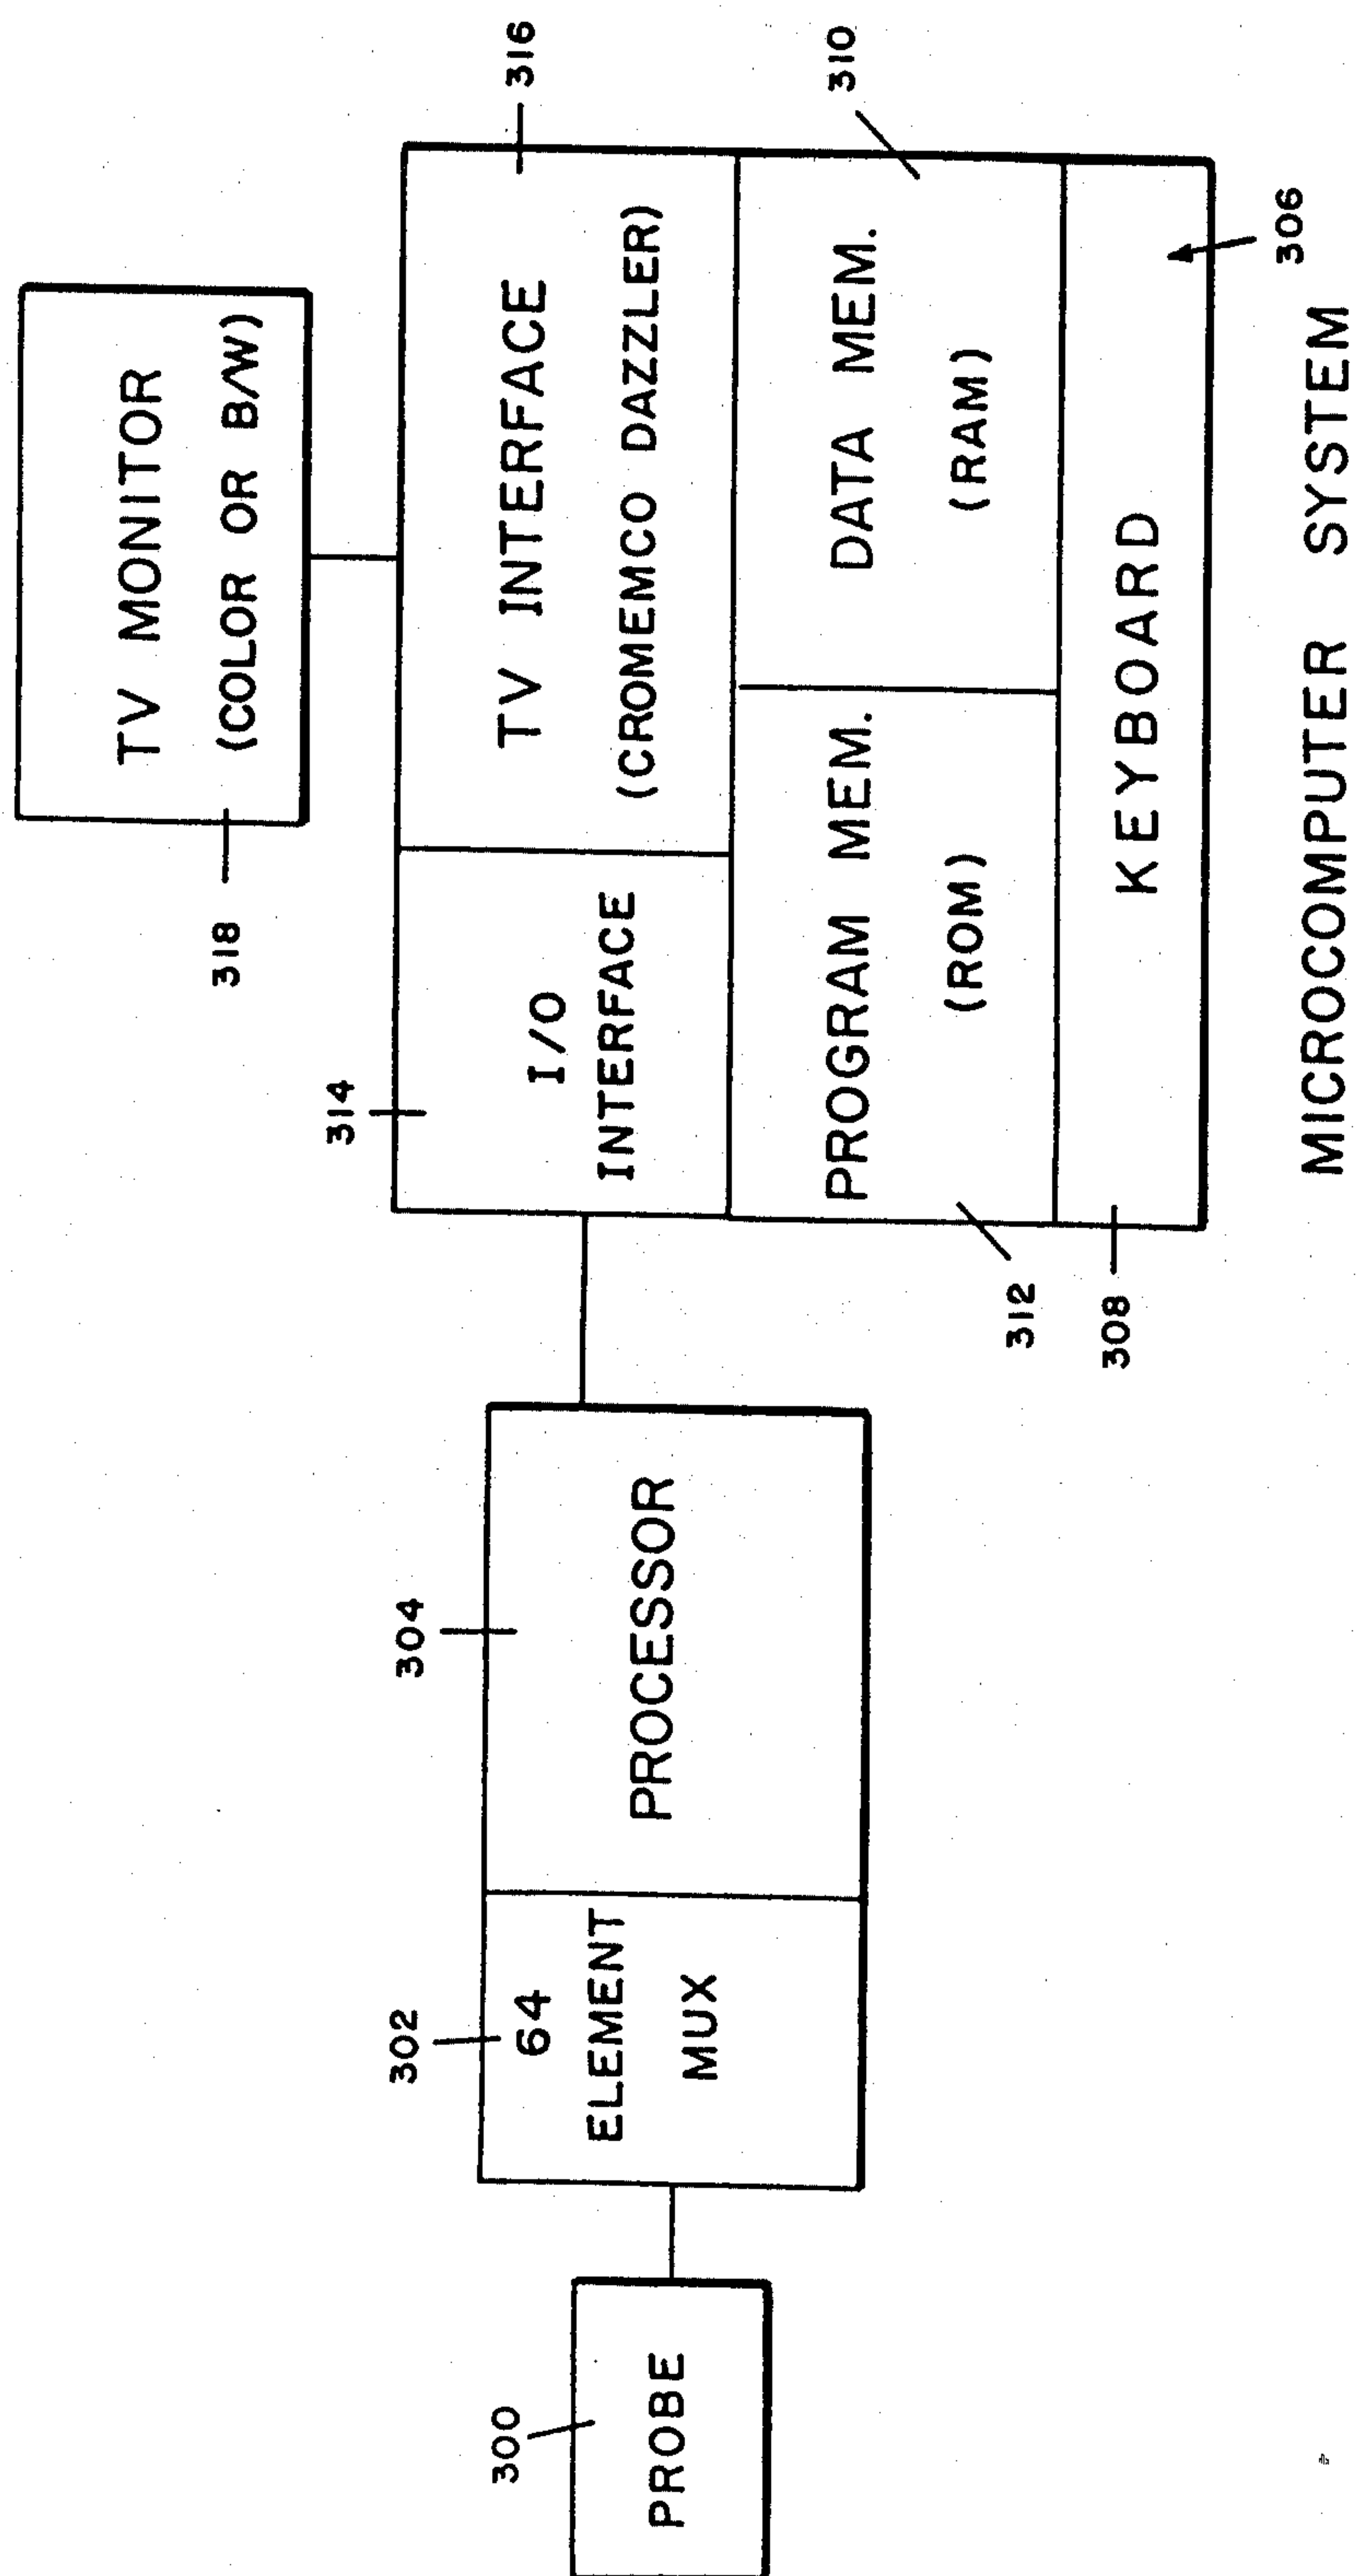 318
TV MONITOR
(COLOR OR B/W)
314
I/O
INTERFACE
316
TV INTERFACE
(CROMEMCO DAZZLER)
312
PROGRAM MEM.
(ROM)
310
DATA MEM.
(RAM)
308
KEYBOARD
306
MICROCOMPUTER SYSTEM
300
PROBE
302
64
ELEMENT
MUX
304
PROCESSOR